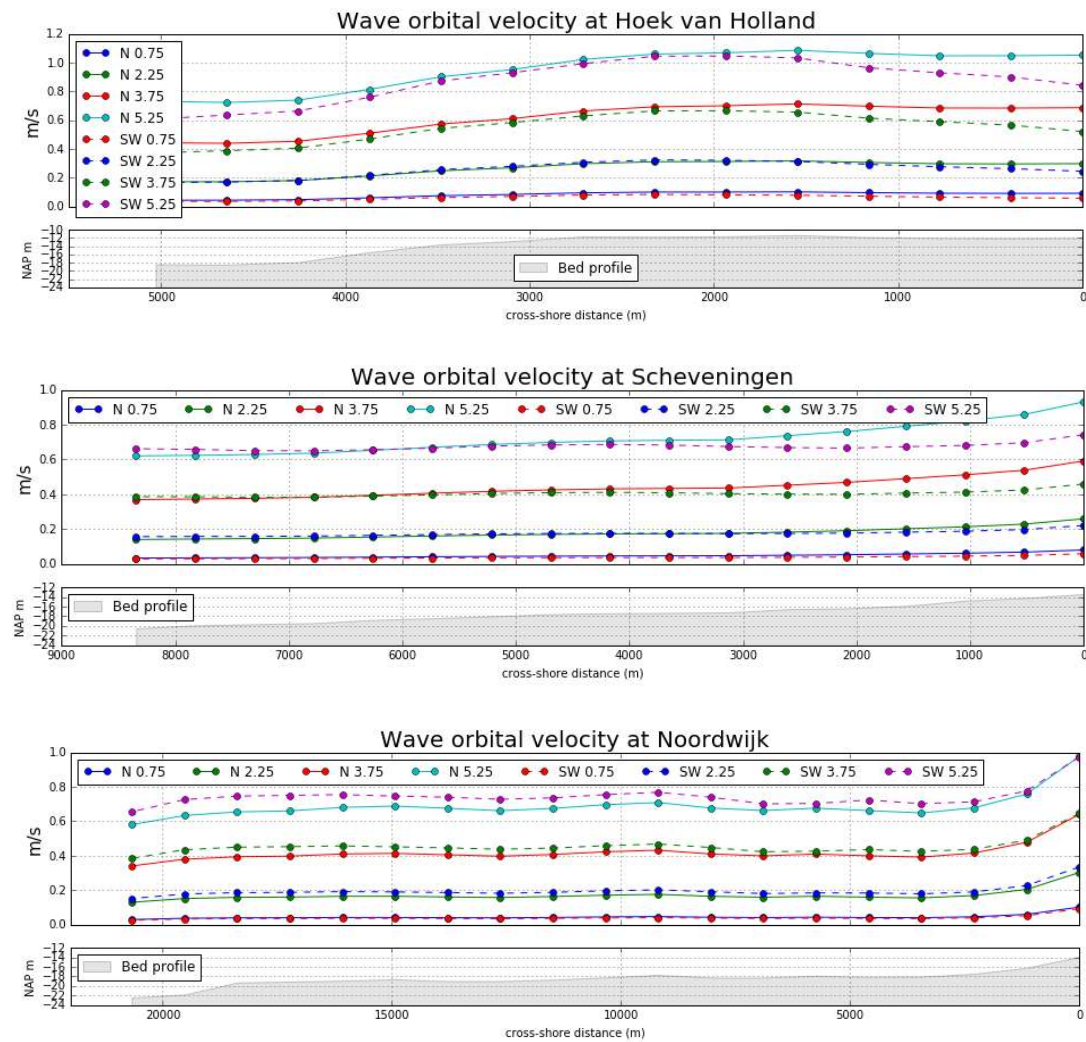 Wave orbital velocity at Hoek van Holland
1.2
1.0
0.8
0.6
0.4
0.2
0.0
m/s
N 0.75
N 2.25
N 3.75
N 5.25
SW 0.75
SW 2.25
SW 3.75
SW 5.25
5000 4000 3000 2000 1000 0
−10
−12
−14
−16
−18
−20
−22
−24
NAP m
Bed profile
5000 4000 3000 2000 1000 0
cross-shore distance (m)
Wave orbital velocity at Scheveningen
1.0
0.8
0.6
0.4
0.2
0.0
m/s
N 0.75 N 2.25 N 3.75 N 5.25 SW 0.75 SW 2.25 SW 3.75 SW 5.25
−12
−14
−16
−18
−20
−22
−24
NAP m
Bed profile
9000 8000 7000 6000 5000 4000 3000 2000 1000 0
cross-shore distance (m)
Wave orbital velocity at Noordwijk
1.0
0.8
0.6
0.4
0.2
0.0
m/s
N 0.75 N 2.25 N 3.75 N 5.25 SW 0.75 SW 2.25 SW 3.75 SW 5.25
−12
−14
−16
−18
−20
−22
−24
NAP m
Bed profile
20000 15000 10000 5000 0
cross-shore distance (m)